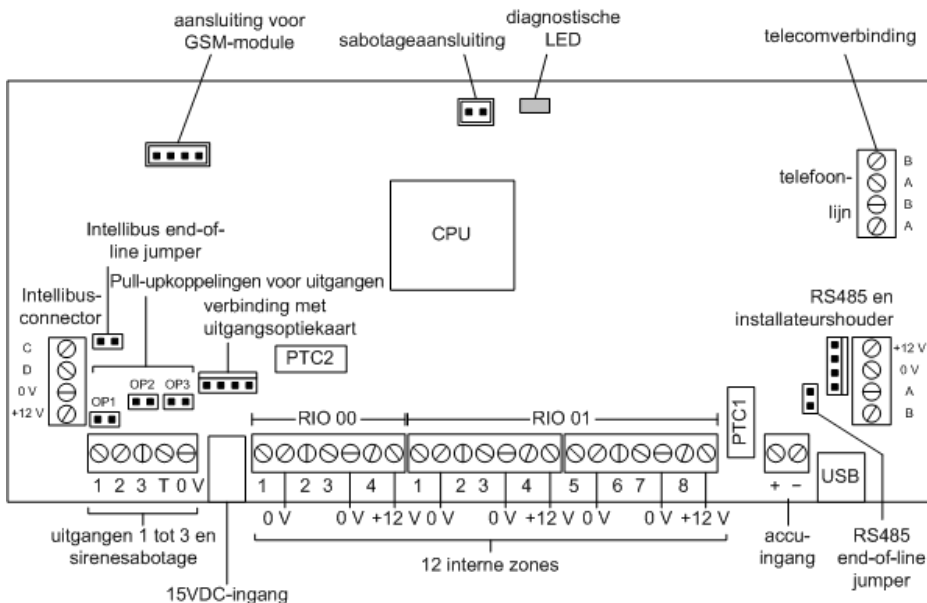 aansluiting voor
GSM-module
sabotageaansluiting
diagnostische
LED
telecomverbinding
telefoon-
lijn
B
A
B
A
CPU
Intellibus end-of-
line jumper
Pull-upkoppelingen voor uitgangen
Intellibus-
connector
verbinding met
uitgangsoptiekaart
RS485 en
installateurshouder
C
D
0 V
+12 V
OP1
OP2
OP3
PTC2
PTC1
+12 V
0 V
A
B
RIO 00
RIO 01
1 2 3 T 0 V
1 2 3 4 1 2 3 4 5 6 7 8
+ −
USB
0 V 0 V +12 V 0 V 0 V +12 V 0 V 0 V +12 V
uitgangen 1 tot 3 en
sirenesabotage
15VDC-ingang
12 interne zones
accu-
ingang
RS485
end-of-line
jumper